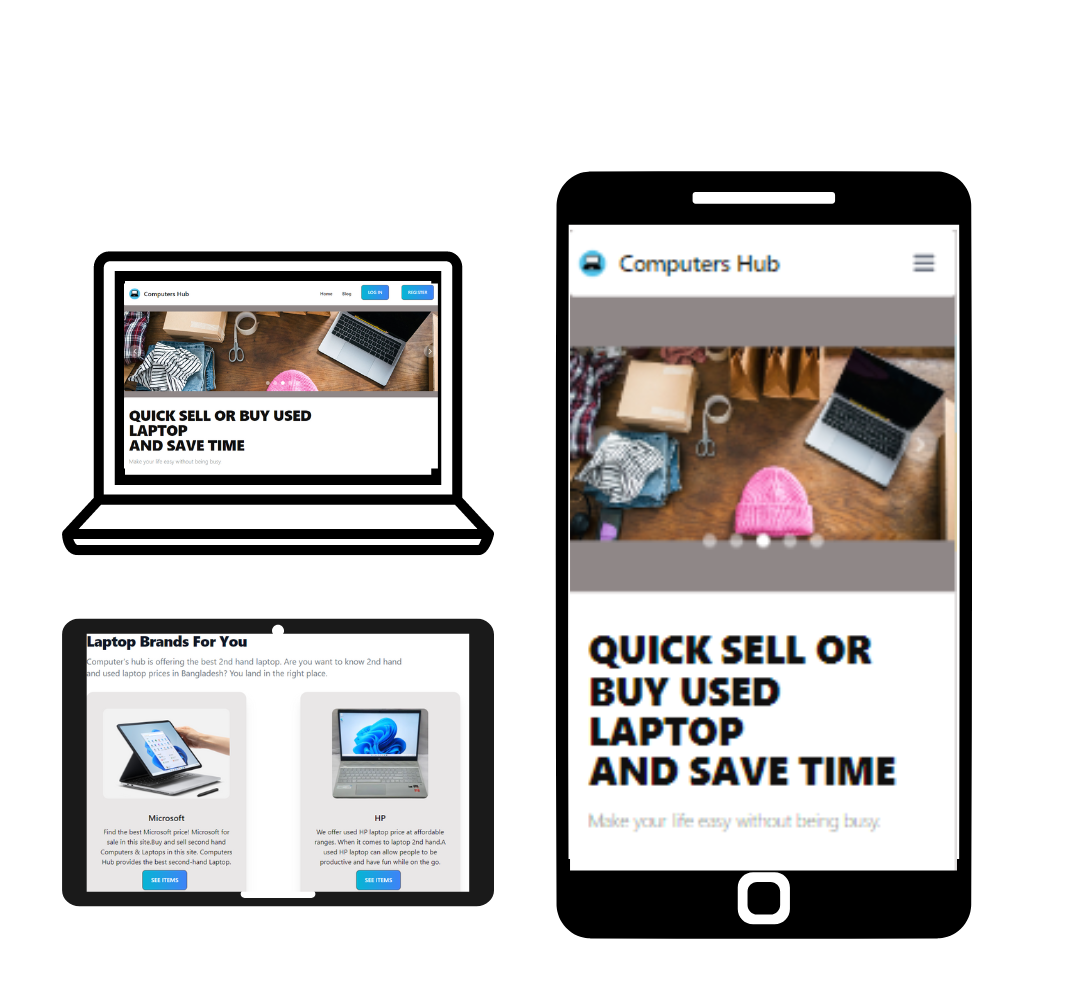 Computers Hub
Home Blog LOG IN REGISTER
QUICK SELL OR BUY USED
LAPTOP
AND SAVE TIME
Make your life easy without being busy
Laptop Brands For You
Computer's hub is offering the best 2nd hand laptop. Are you want to know 2nd hand
and used laptop prices in Bangladesh? You land in the right place.
Microsoft
Find the best Microsoft price! Microsoft for
sale in this site.Buy and sell second hand
Computers & Laptops in this site. Computers
Hub provides the best second-hand Laptop.
SEE ITEMS
HP
We offer used HP laptop price at affordable
ranges. When it comes to laptop 2nd hand.A
used HP laptop can allow people to be
productive and have fun while on the go.
SEE ITEMS
Computers Hub
QUICK SELL OR
BUY USED
LAPTOP
AND SAVE TIME
Make your life easy without being busy.